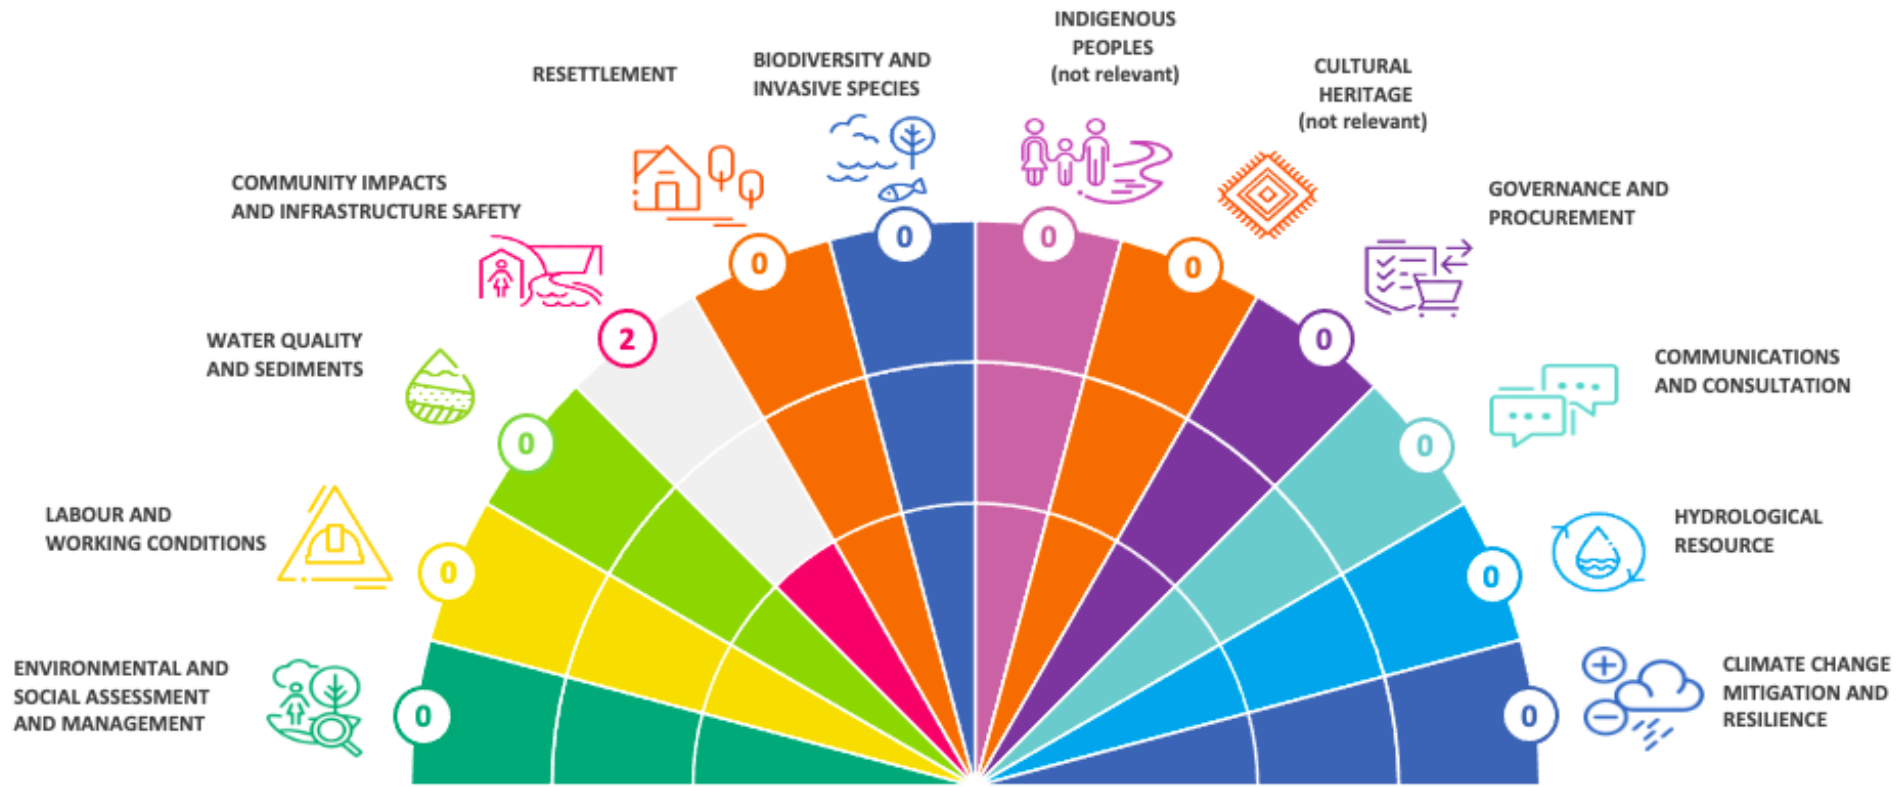 INDIGENOUS
PEOPLES
(not relevant)
BIODIVERSITY AND
INVASIVE SPECIES
RESETTLEMENT
CULTURAL
HERITAGE
(not relevant)
COMMUNITY IMPACTS
AND INFRASTRUCTURE SAFETY
GOVERNANCE AND
PROCUREMENT
0
0
0
0
2
0
WATER QUALITY
AND SEDIMENTS
COMMUNICATIONS
AND CONSULTATION
0
0
LABOUR AND
WORKING CONDITIONS
HYDROLOGICAL
RESOURCE
0
0
ENVIRONMENTAL AND
SOCIAL ASSESSMENT
AND MANAGEMENT
CLIMATE CHANGE
MITIGATION AND
RESILIENCE
0
0